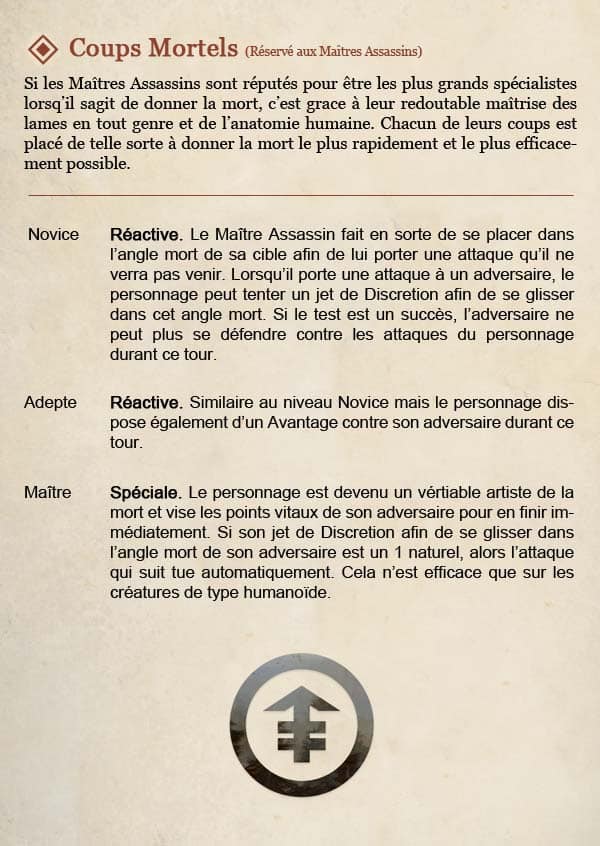 Coups Mortels (Réservé aux Maîtres Assassins)
Si les Maîtres Assassins sont réputés pour être les plus grands spécialistes
lorsq'il sagit de donner la mort, c'est grace à leur redoutable maîtrise des
lames en tout genre et de l'anatomie humaine. Chacun de leurs coups est
placé de telle sorte à donner la mort le plus rapidement et le plus efficace-
ment possible.
Novice Réactive. Le Maître Assassin fait en sorte de se placer dans
l'angle mort de sa cible afin de lui porter une attaque qu'il ne
verra pas venir. Lorsqu'il porte une attaque à un adversaire, le
personnage peut tenter un jet de Discretion afin de se glisser
dans cet angle mort. Si le test est un succès, l'adversaire ne
peut plus se défendre contre les attaques du personnage
durant ce tour.
Adepte Réactive. Similaire au niveau Novice mais le personnage dis-
pose également d'un Avantage contre son adversaire durant ce
tour.
Maître Spéciale. Le personnage est devenu un vértiable artiste de la
mort et vise les points vitaux de son adversaire pour en finir im-
médiatement. Si son jet de Discretion afin de se glisser dans
l'angle mort de son adversaire est un 1 naturel, alors l'attaque
qui suit tue automatiquement. Cela n'est efficace que sur les
créatures de type humanoïde.